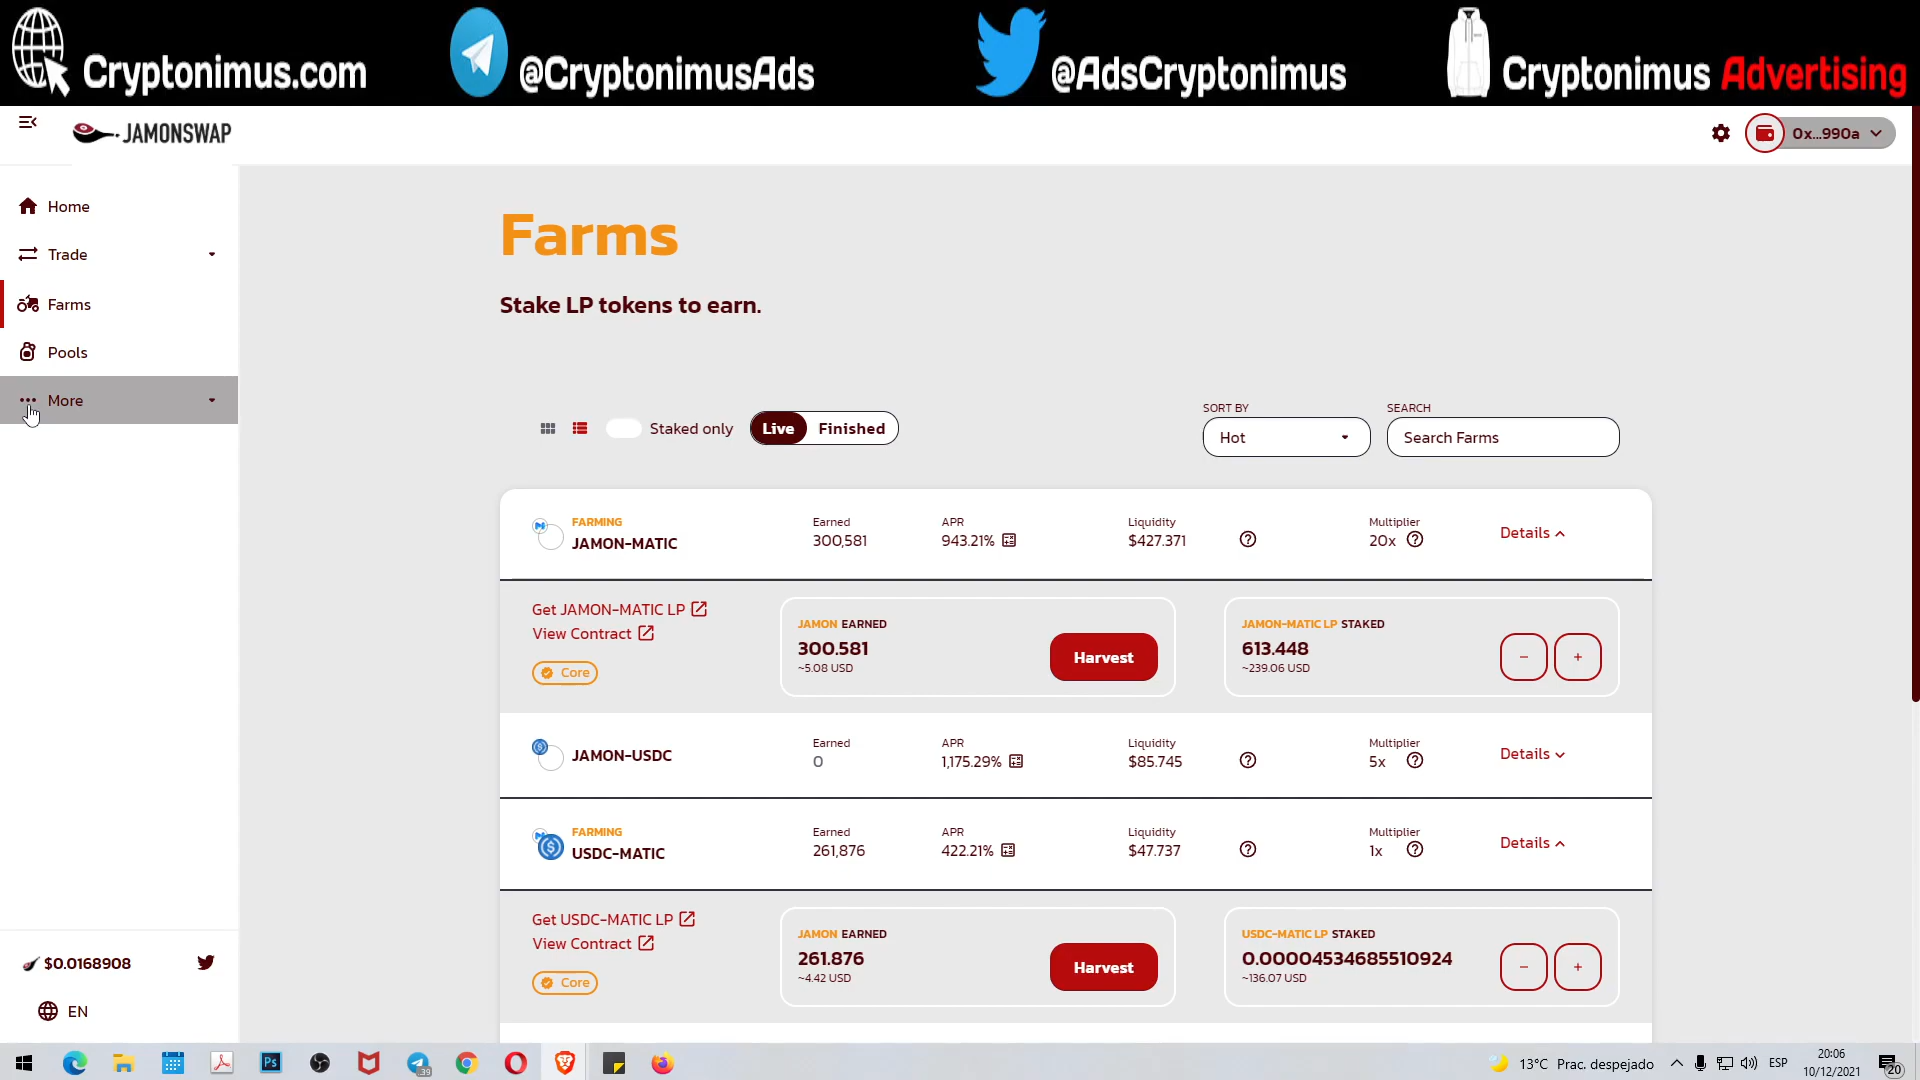 Cryptonimus.com
@CryptonimusAds
@AdsCryptonimus
Cryptonimus Advertising
JAMONSWAP
0x...990a
Home
Trade
Farms
Pools
More
Farms
Stake LP tokens to earn.
Staked only
Live
Finished
SORT BY
Hot
SEARCH
Search Farms
FARMING
JAMON-MATIC
Earned
300,581
APR
943.21%
Liquidity
$427.371
Multiplier
20x
Details
Get JAMON-MATIC LP
View Contract
Core
JAMON EARNED
300.581
~5.08 USD
Harvest
JAMON-MATIC LP STAKED
613.448
~239.06 USD
-
+
JAMON-USDC
Earned
0
APR
1,175.29%
Liquidity
$85.745
Multiplier
5x
Details
FARMING
USDC-MATIC
Earned
261,876
APR
422.21%
Liquidity
$47.737
Multiplier
1x
Details
Get USDC-MATIC LP
View Contract
Core
JAMON EARNED
261.876
~4.42 USD
Harvest
USDC-MATIC LP STAKED
0.00004534685510924
~136.07 USD
-
+
$0.0168908
EN
Ps
39
13°C Prac. despejado
ESP
20:06
10/12/2021
20